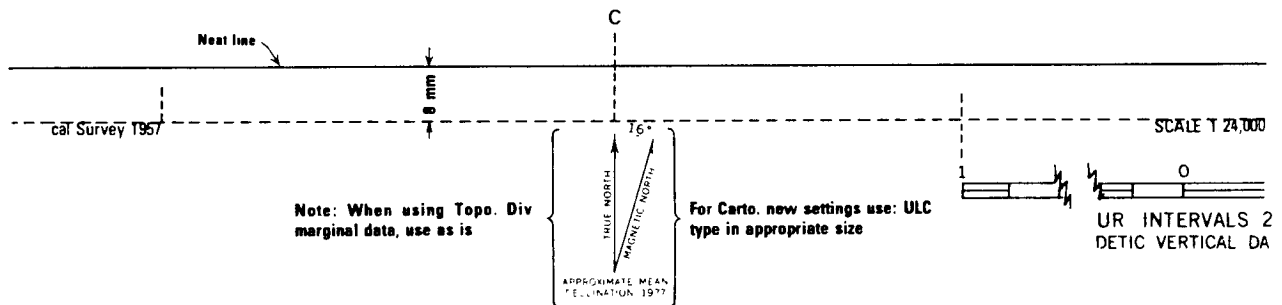 C
Neat line
8 mm
cal Survey 1957
16°
SCALE 1 24,000
1
0
TRUE NORTH
MAGNETIC NORTH
Note: When using Topo. Div
marginal data, use as is
For Carto. new settings use: ULC
type in appropriate size
UR INTERVALS 2
DETIC VERTICAL DA
APPROXIMATE MEAN
DECLINATION 1977